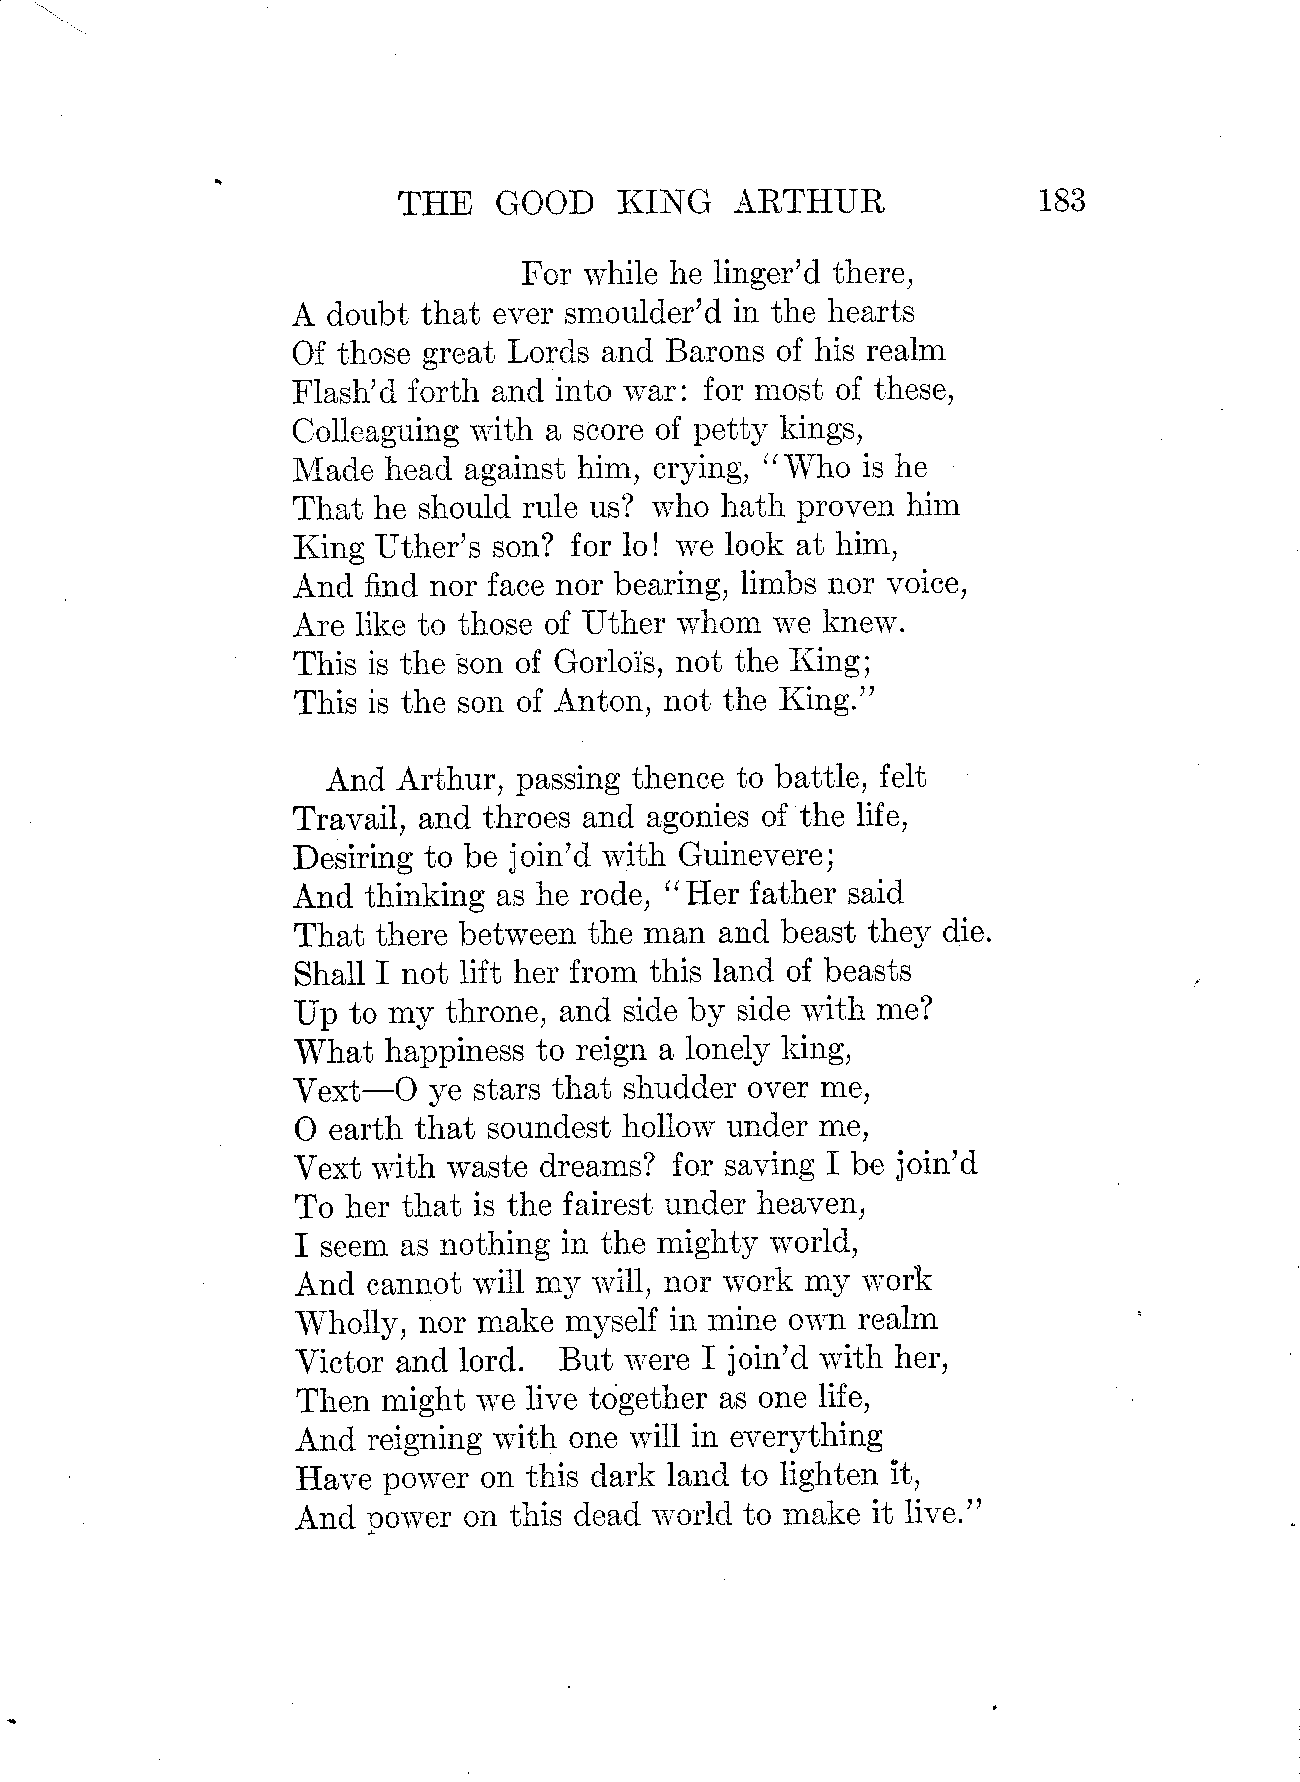 THE GOOD KING ARTHUR 183
For while he linger'd there,
A doubt that ever smoulder'd in the hearts
Of those great Lords and Barons of his realm
Flash'd forth and into war: for most of these,
Colleaguing with a score of petty kings,
Made head against him, crying, "Who is he
That he should rule us? who hath proven him
King Uther's son? for lo! we look at him,
And find nor face nor bearing, limbs nor voice,
Are like to those of Uther whom we knew.
This is the son of Gorloïs, not the King;
This is the son of Anton, not the King."
And Arthur, passing thence to battle, felt
Travail, and throes and agonies of the life,
Desiring to be join'd with Guinevere;
And thinking as he rode, "Her father said
That there between the man and beast they die.
Shall I not lift her from this land of beasts
Up to my throne, and side by side with me?
What happiness to reign a lonely king,
Vext—O ye stars that shudder over me,
O earth that soundest hollow under me,
Vext with waste dreams? for saving I be join'd
To her that is the fairest under heaven,
I seem as nothing in the mighty world,
And cannot will my will, nor work my work
Wholly, nor make myself in mine own realm
Victor and lord. But were I join'd with her,
Then might we live together as one life,
And reigning with one will in everything
Have power on this dark land to lighten it,
And power on this dead world to make it live."